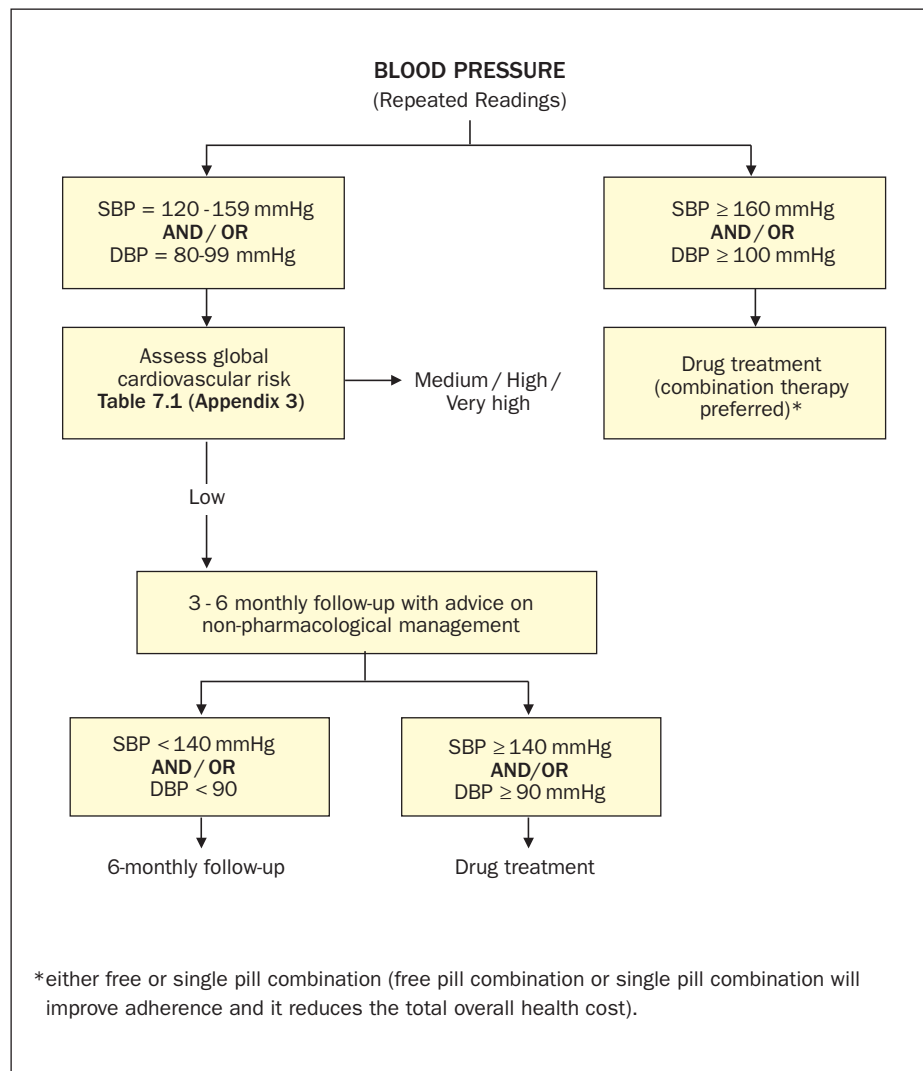 BLOOD PRESSURE
(Repeated Readings)
SBP = 120 -159 mmHg
AND / OR
DBP = 80-99 mmHg
SBP ≥ 160 mmHg
AND / OR
DBP ≥ 100 mmHg
Assess global
cardiovascular risk
Table 7.1 (Appendix 3)
Medium / High /
Very high
Drug treatment
(combination therapy
preferred)*
Low
3 - 6 monthly follow-up with advice on
non-pharmacological management
SBP < 140 mmHg
AND / OR
DBP < 90
SBP ≥ 140 mmHg
AND/OR
DBP ≥ 90 mmHg
6-monthly follow-up
Drug treatment
*either free or single pill combination (free pill combination or single pill combination will
improve adherence and it reduces the total overall health cost).